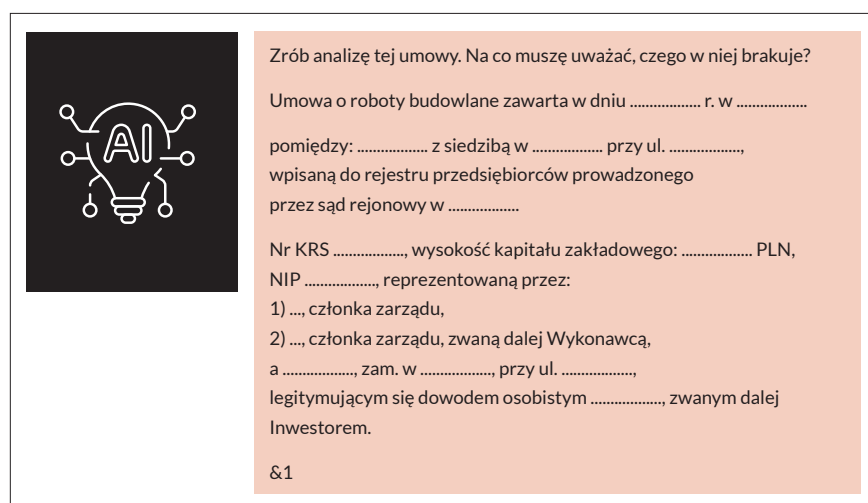 AI
Zrób analizę tej umowy. Na co muszę uważać, czego w niej brakuje?
Umowa o roboty budowlane zawarta w dniu .................. r. w ..................
pomiędzy: .................. z siedzibą w .................. przy ul. ..................,
wpisaną do rejestru przedsiębiorców prowadzonego
przez sąd rejonowy w ..................
Nr KRS .................., wysokość kapitału zakładowego: .................. PLN,
NIP .................., reprezentowaną przez:
1) ..., członka zarządu,
2) ..., członka zarządu, zwaną dalej Wykonawcą,
a .................., zam. w .................., przy ul. ..................,
legitymującym się dowodem osobistym .................., zwanym dalej
Inwestorem.
&1